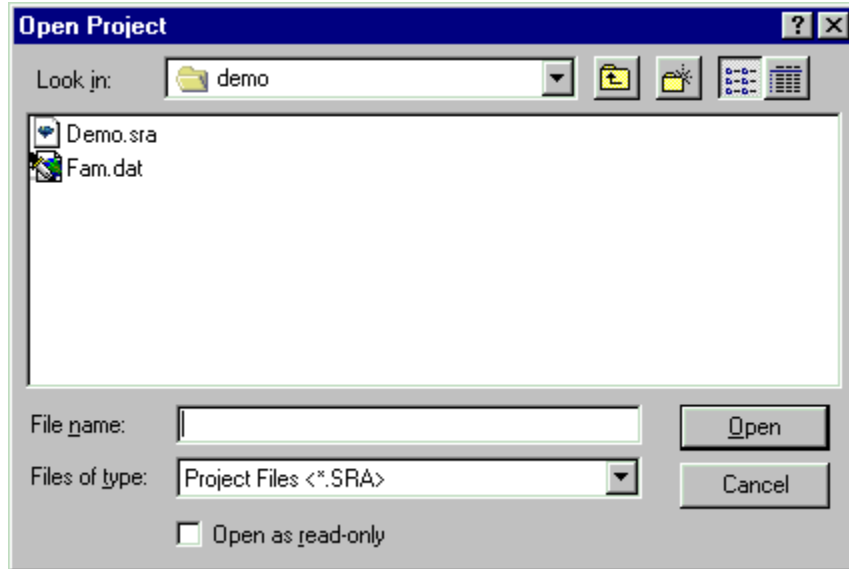 Open Project
Look in: demo
Demo.sra
Fam.dat
File name: Open
Files of type: Project Files <*.SRA> Cancel
Open as read-only